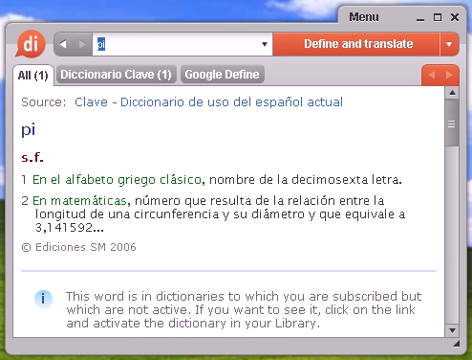 Menu
di
pi
Define and translate
All (1)
Diccionario Clave (1)
Google Define
Source: Clave - Diccionario de uso del español actual
pi
s.f.
1 En el alfabeto griego clásico, nombre de la decimosexta letra.
2 En matemáticas, número que resulta de la relación entre la
longitud de una circunferencia y su diámetro y que equivale a
3,141592...
© Ediciones SM 2006
i
This word is in dictionaries to which you are subscribed but
which are not active. If you want to see it, click on the link
and activate the dictionary in your Library.